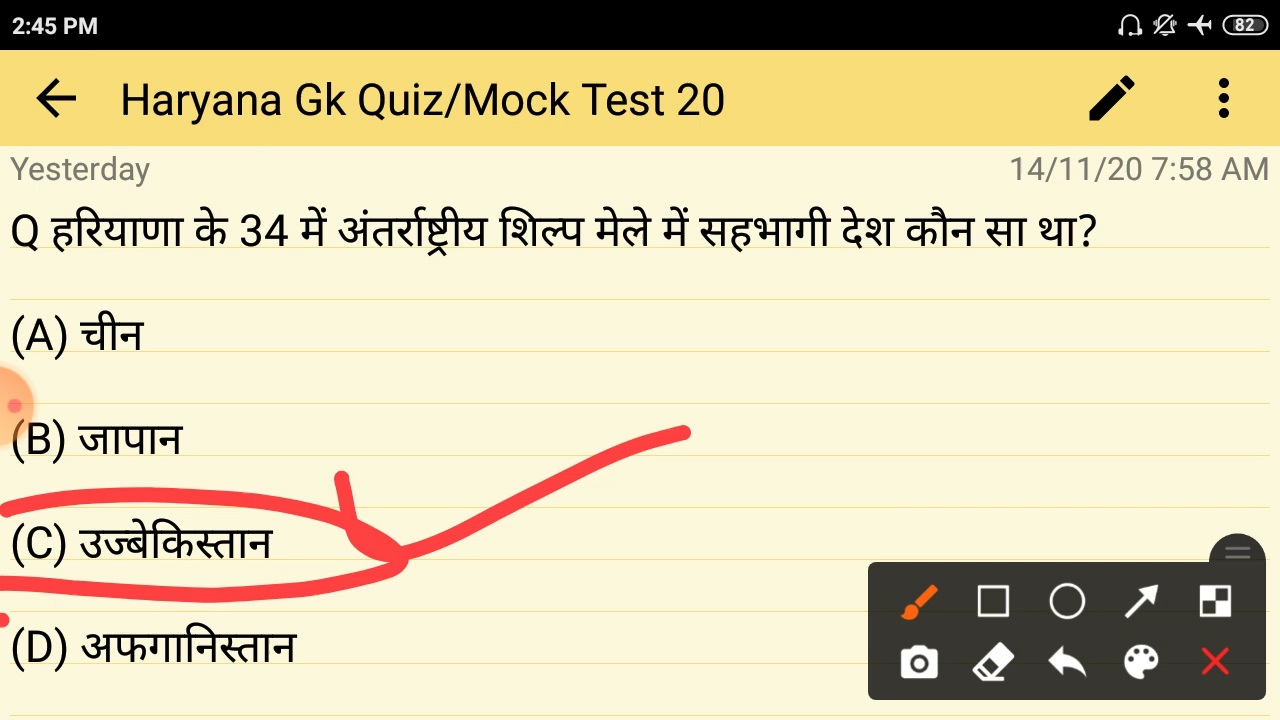 2:45 PM
82
Haryana Gk Quiz/Mock Test 20
Yesterday
14/11/20 7:58 AM
Q हरियाणा के 34 में अंतर्राष्ट्रीय शिल्प मेले में सहभागी देश कौन सा था?
(A) चीन
(B) जापान
(C) उज्बेकिस्तान
(D) अफगानिस्तान